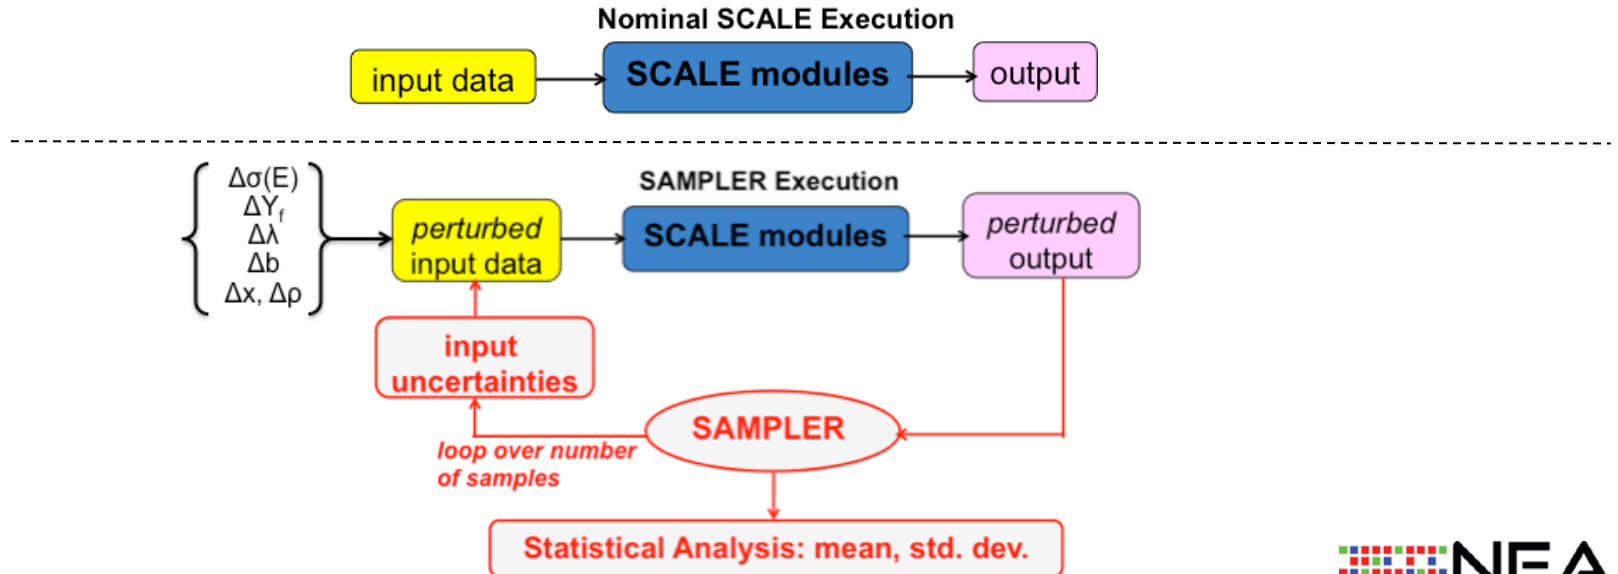 Nominal SCALE Execution
input data
SCALE modules
output
Δσ(E)
ΔYf
Δλ
Δb
Δx, Δρ
SAMPLER Execution
perturbed
input data
SCALE modules
perturbed
output
input
uncertainties
SAMPLER
loop over number
of samples
Statistical Analysis: mean, std. dev.
NEA